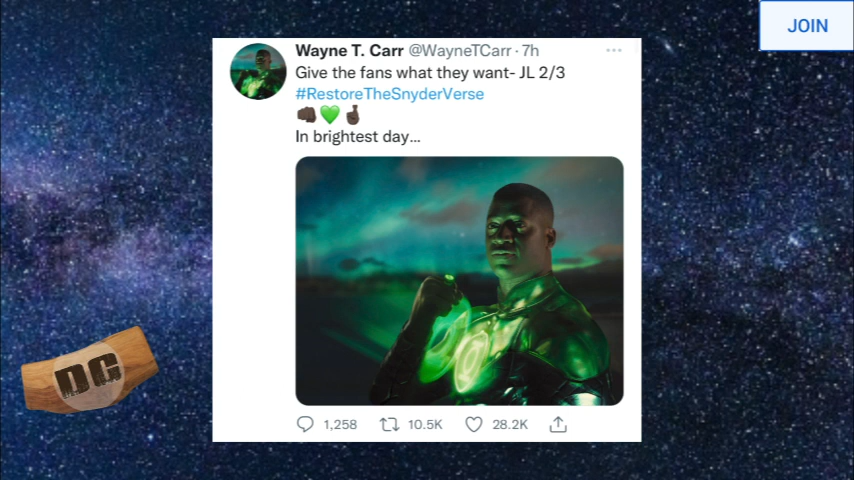 JOIN
Wayne T. Carr @WayneTCarr · 7h
Give the fans what they want- JL 2/3
#RestoreTheSnyderVerse
In brightest day...
DG
1,258 10.5K 28.2K